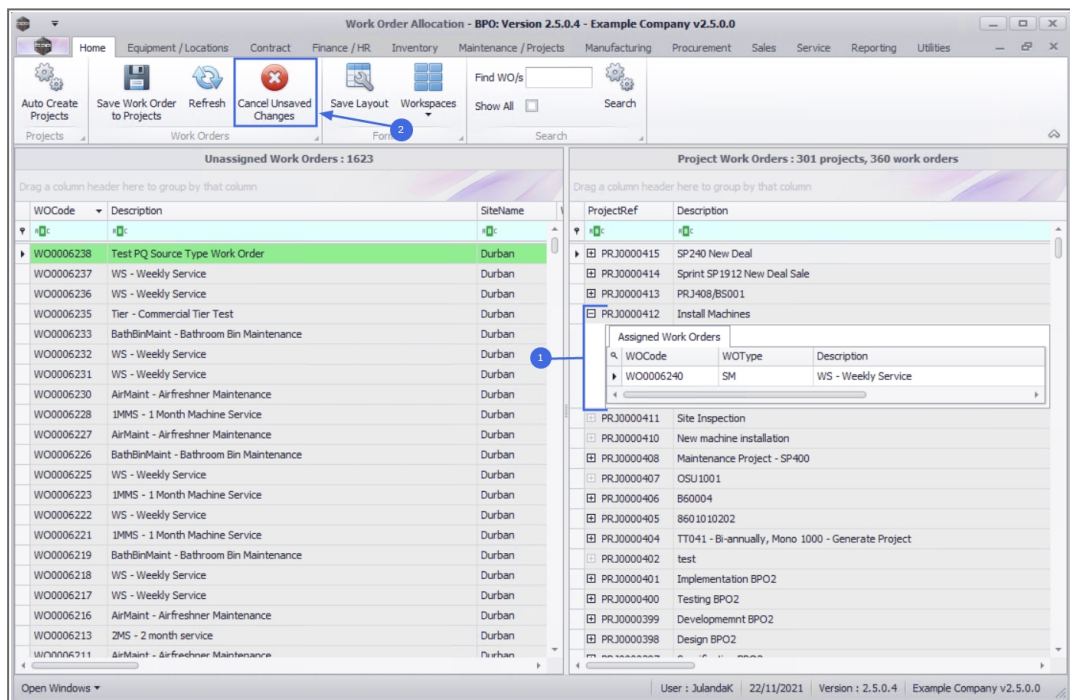 Work Order Allocation - BPO: Version 2.5.0.4 - Example Company v2.5.0.0
Home Equipment / Locations Contract Finance / HR Inventory Maintenance / Projects Manufacturing Procurement Sales Service Reporting Utilities
Auto Create Projects
Save Work Order to Projects
Refresh
Cancel Unsaved Changes
Save Layout
Workspaces
Find WO/s
Show All
Search
2
Projects Work Orders Search
Unassigned Work Orders : 1623
Drag a column header here to group by that column
WOCode Description SiteName
WO0006238 Test PQ Source Type Work Order Durban
WO0006237 WS - Weekly Service Durban
WO0006236 WS - Weekly Service Durban
WO0006235 Tier - Commercial Tier Test Durban
WO0006233 BathBinMaint - Bathroom Bin Maintenance Durban
WO0006232 WS - Weekly Service Durban
WO0006231 WS - Weekly Service Durban
WO0006230 AirMaint - Airfreshner Maintenance Durban
WO0006228 1MMS - 1 Month Machine Service Durban
WO0006227 AirMaint - Airfreshner Maintenance Durban
WO0006226 BathBinMaint - Bathroom Bin Maintenance Durban
WO0006225 WS - Weekly Service Durban
WO0006223 1MMS - 1 Month Machine Service Durban
WO0006222 WS - Weekly Service Durban
WO0006221 1MMS - 1 Month Machine Service Durban
WO0006219 BathBinMaint - Bathroom Bin Maintenance Durban
WO0006218 WS - Weekly Service Durban
WO0006217 WS - Weekly Service Durban
WO0006216 AirMaint - Airfreshner Maintenance Durban
WO0006213 2MS - 2 month service Durban
WO0006211 AirMaint - Airfreshner Maintenance Durban
Project Work Orders : 301 projects, 360 work orders
Drag a column header here to group by that column
ProjectRef Description
PRJ0000415 SP240 New Deal
PRJ0000414 Sprint SP1912 New Deal Sale
PRJ0000413 PRJ408/BS001
PRJ0000412 Install Machines
Assigned Work Orders
WOCode WOType Description
1
WO0006240 SM WS - Weekly Service
PRJ0000411 Site Inspection
PRJ0000410 New machine installation
PRJ0000408 Maintenance Project - SP400
PRJ0000407 OSU1001
PRJ0000406 B60004
PRJ0000405 8601010202
PRJ0000404 TT041 - Bi-annually, Mono 1000 - Generate Project
PRJ0000402 test
PRJ0000401 Implementation BPO2
PRJ0000400 Testing BPO2
PRJ0000399 Developmemnt BPO2
PRJ0000398 Design BPO2
Open Windows User : JulandaK 22/11/2021 Version : 2.5.0.4 Example Company v2.5.0.0